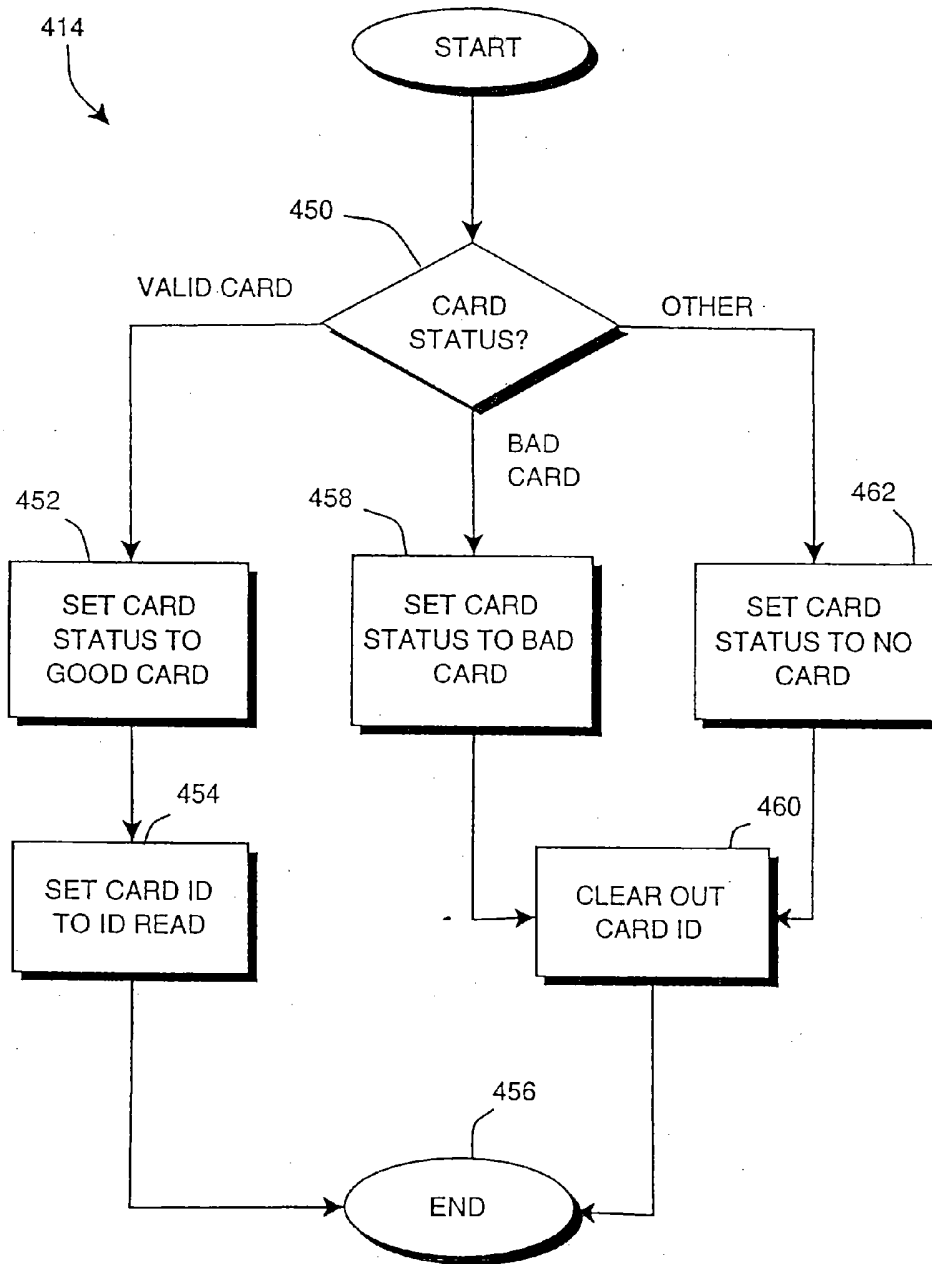 414
START
450
VALID CARD
CARD
STATUS?
OTHER
BAD
CARD
452
458
462
SET CARD
STATUS TO
GOOD CARD
SET CARD
STATUS TO BAD
CARD
SET CARD
STATUS TO NO
CARD
454
460
SET CARD ID
TO ID READ
CLEAR OUT
CARD ID
456
END